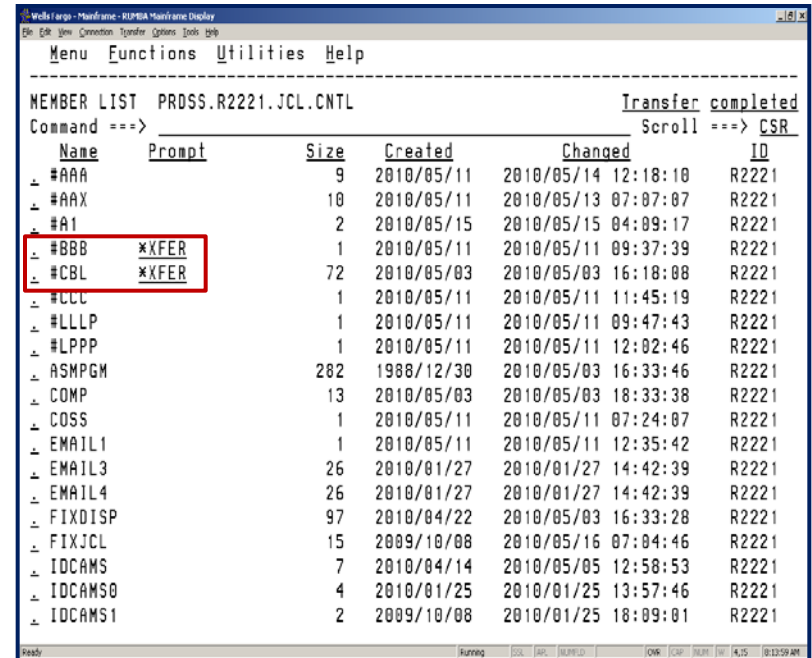 Wells Fargo - Mainframe - RUMBA Mainframe Display
File Edit View Connection Transfer Options Tools Help
Menu Functions Utilities Help
MEMBER LIST PRDSS.R2221.JCL.CNTL Transfer completed
Command ===> Scroll ===> CSR
Name Prompt Size Created Changed ID
. #AAA 9 2010/05/11 2010/05/14 12:18:10 R2221
. #AAX 10 2010/05/11 2010/05/13 07:07:07 R2221
. #A1 2 2010/05/15 2010/05/15 04:09:17 R2221
. #BBB *XFER 1 2010/05/11 2010/05/11 09:37:39 R2221
. #CBL *XFER 72 2010/05/03 2010/05/03 16:18:08 R2221
. #CCC 1 2010/05/11 2010/05/11 11:45:19 R2221
. #LLLP 1 2010/05/11 2010/05/11 09:47:43 R2221
. #LPPP 1 2010/05/11 2010/05/11 12:02:46 R2221
. ASMPGM 282 1988/12/30 2010/05/03 16:33:46 R2221
. COMP 13 2010/05/03 2010/05/03 18:33:38 R2221
. COSS 1 2010/05/11 2010/05/11 07:24:07 R2221
. EMAIL1 1 2010/05/11 2010/05/11 12:35:42 R2221
. EMAIL3 26 2010/01/27 2010/01/27 14:42:39 R2221
. EMAIL4 26 2010/01/27 2010/01/27 14:42:39 R2221
. FIXDISP 97 2010/04/22 2010/05/03 16:33:28 R2221
. FIXJCL 15 2009/10/08 2010/05/16 07:04:46 R2221
. IDCAMS 7 2010/04/14 2010/05/05 12:58:53 R2221
. IDCAMS0 4 2010/01/25 2010/01/25 13:57:46 R2221
. IDCAMS1 2 2009/10/08 2010/01/25 18:09:01 R2221
Ready Running SSL APL NUMFLD OVR CAP NUM W 4,15 8:13:59 AM